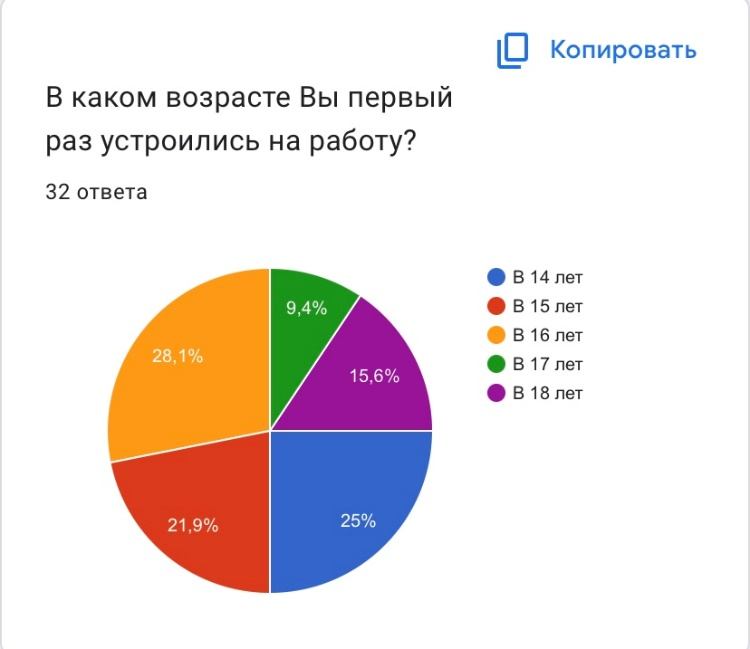 Копировать
В каком возрасте Вы первый
раз устроились на работу?
32 ответа
9,4%
28,1%
15,6%
21,9%
25%
В 14 лет
В 15 лет
В 16 лет
В 17 лет
В 18 лет